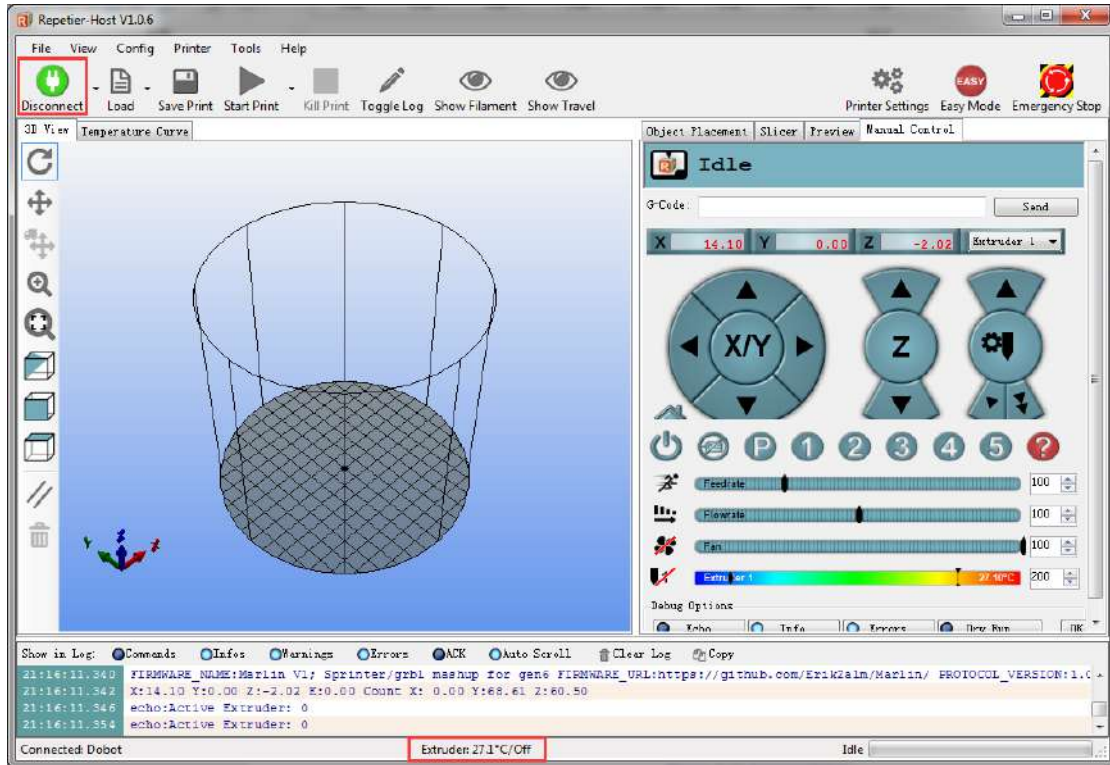 Repetier-Host V1.0.6
File View Config Printer Tools Help
Disconnect Load Save Print Start Print Kill Print Toggle Log Show Filament Show Travel Printer Settings Easy Mode Emergency Stop
EASY
3D View Temperature Curve
Object Placement Slicer Preview Manual Control
Idle
G-Code: Send
X 14.10 Y 0.00 Z -2.02 Extruder 1
X/Y Z
P 1 2 3 4 5 ?
Feedrate 100
Flowrate 100
Fan 100
Extruder 1 27.10°C 200
Debug Options
Echo Info Errors Dry Run OK
Y Z X
Show in Log: Commands Infos Warnings Errors ACK Auto Scroll Clear Log Copy
21:16:11.340 FIRMWARE_NAME:Marlin V1; Sprinter/grbl mashup for gen6 FIRMWARE_URL:https://github.com/ErikZalm/Marlin/ PROTOCOL_VERSION:1.0
21:16:11.342 X:14.10 Y:0.00 Z:-2.02 E:0.00 Count X: 0.00 Y:68.61 Z:60.50
21:16:11.346 echo:Active Extruder: 0
21:16:11.354 echo:Active Extruder: 0
Connected: Dobot Extruder: 27.1°C/Off Idle